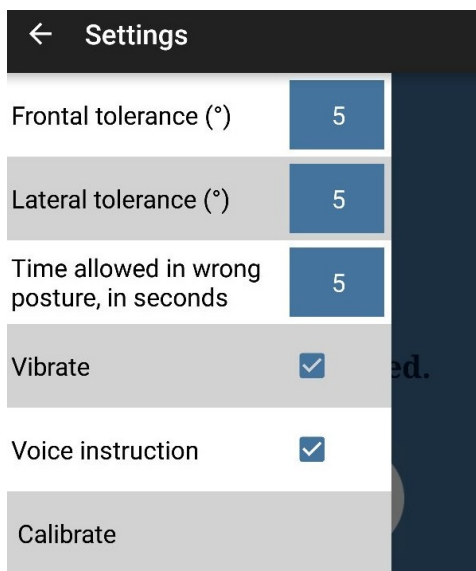 Settings
Frontal tolerance (°)
5
Lateral tolerance (°)
5
Time allowed in wrong
posture, in seconds
5
Vibrate
ed.
Voice instruction
Calibrate